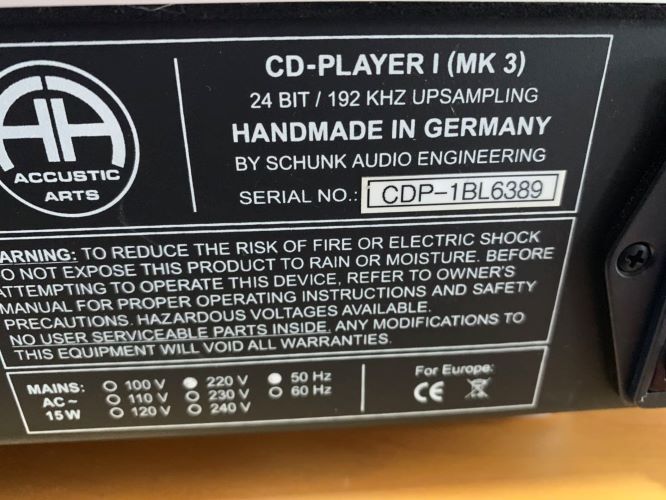 ACCUSTIC
ARTS
CD-PLAYER I (MK 3)
24 BIT / 192 KHZ UPSAMPLING
HANDMADE IN GERMANY
BY SCHUNK AUDIO ENGINEERING
SERIAL NO.: CDP-1BL6389
ARNING: TO REDUCE THE RISK OF FIRE OR ELECTRIC SHOCK
O NOT EXPOSE THIS PRODUCT TO RAIN OR MOISTURE. BEFORE
ATTEMPTING TO OPERATE THIS DEVICE, REFER TO OWNER'S
MANUAL FOR PROPER OPERATING INSTRUCTIONS AND SAFETY
PRECAUTIONS. HAZARDOUS VOLTAGES AVAILABLE.
NO USER SERVICEABLE PARTS INSIDE. ANY MODIFICATIONS TO
THIS EQUIPMENT WILL VOID ALL WARRANTIES.
MAINS: 100 V 220 V 50 Hz
AC ~ 110 V 230 V 60 Hz
15 W 120 V 240 V
For Europe:
CE